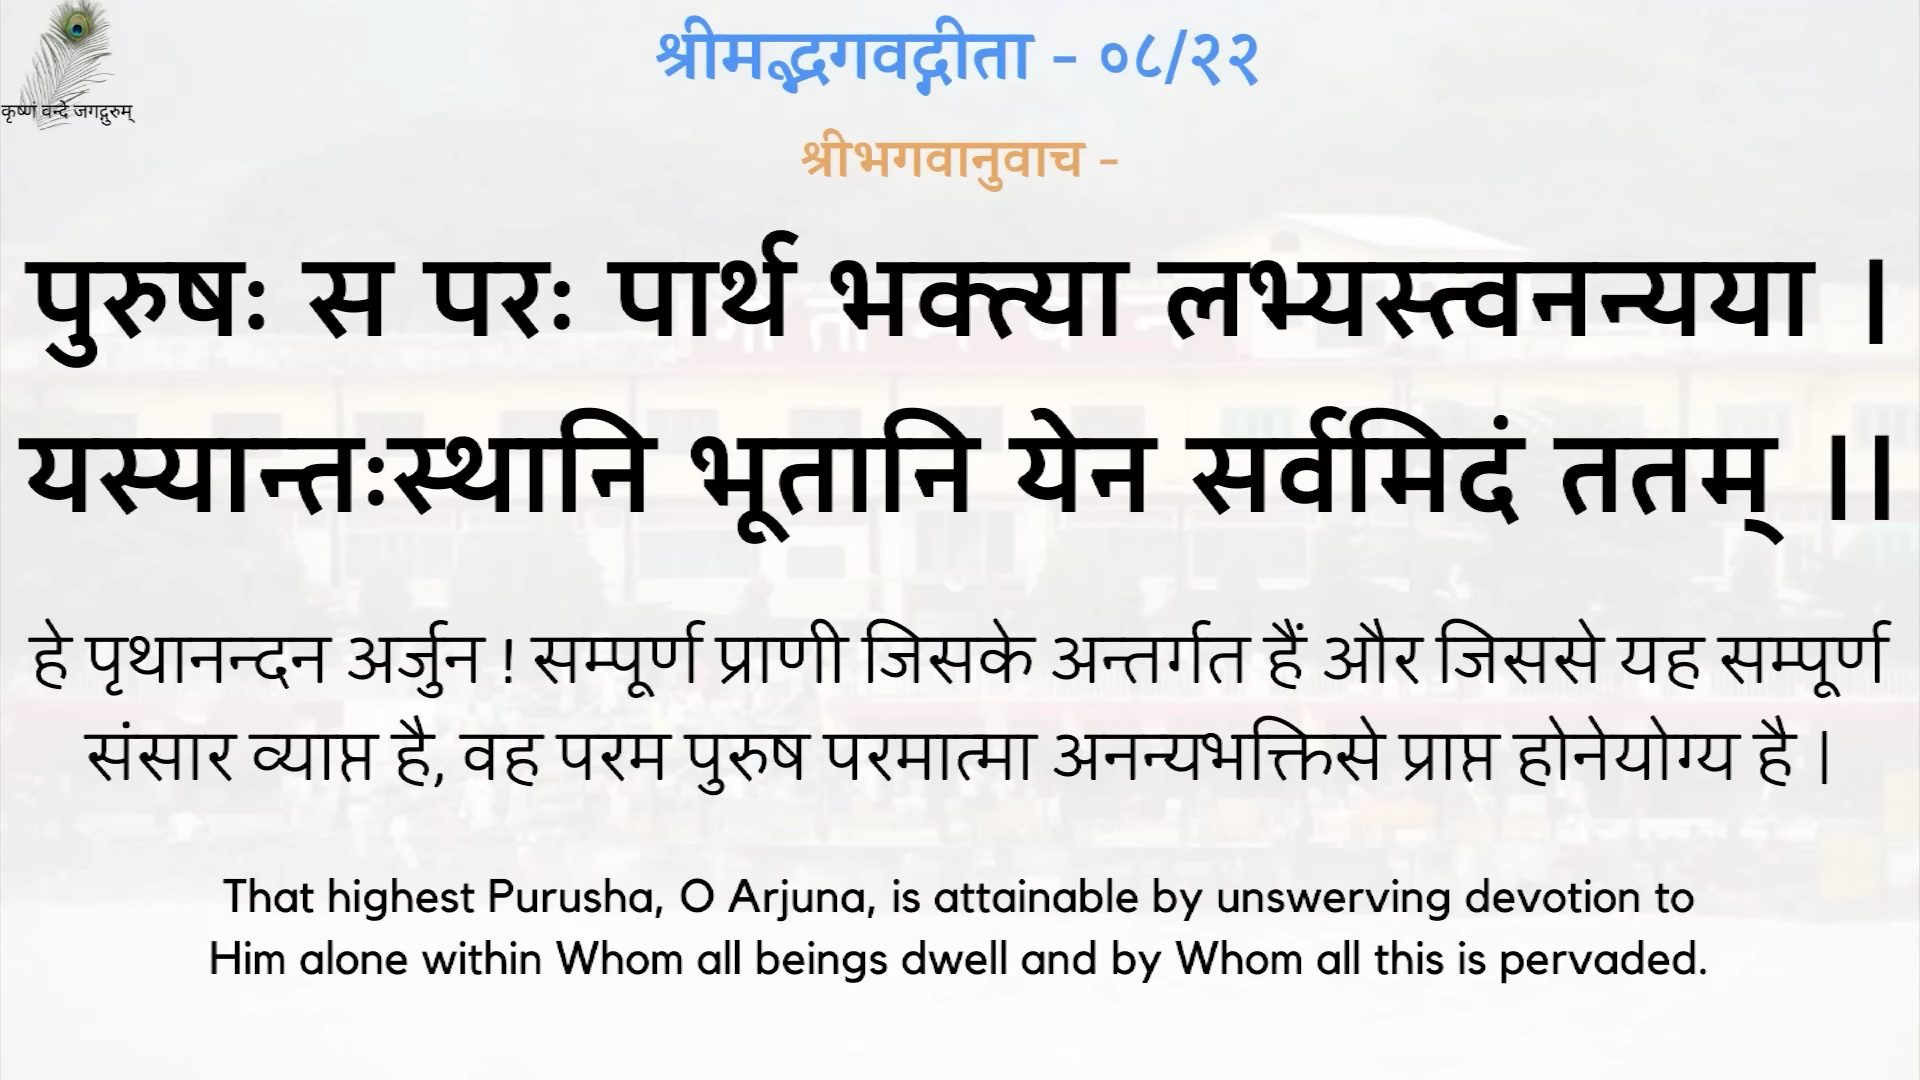 श्रीमद्भगवद्गीता - ०८/२२
कृष्णं वन्दे जगद्गुरुम्
श्रीभगवानुवाच -
पुरुषः स परः पार्थ भक्त्या लभ्यस्त्वनन्यया |
यस्यान्तःस्थानि भूतानि येन सर्वमिदं ततम् ||
हे पृथानन्दन अर्जुन ! सम्पूर्ण प्राणी जिसके अन्तर्गत हैं और जिससे यह सम्पूर्ण
संसार व्याप्त है, वह परम पुरुष परमात्मा अनन्यभक्तिसे प्राप्त होनेयोग्य है |
That highest Purusha, O Arjuna, is attainable by unswerving devotion to
Him alone within Whom all beings dwell and by Whom all this is pervaded.